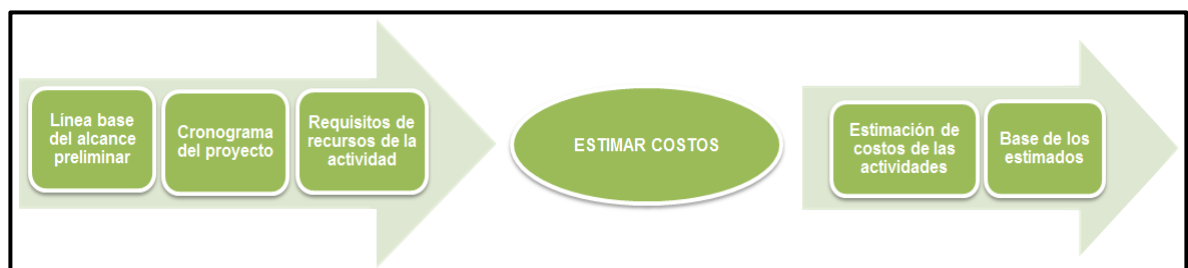 Línea base
del alcance
preliminar
Cronograma
del proyecto
Requisitos de
recursos de la
actividad
ESTIMAR COSTOS
Estimación de
costos de las
actividades
Base de los
estimados